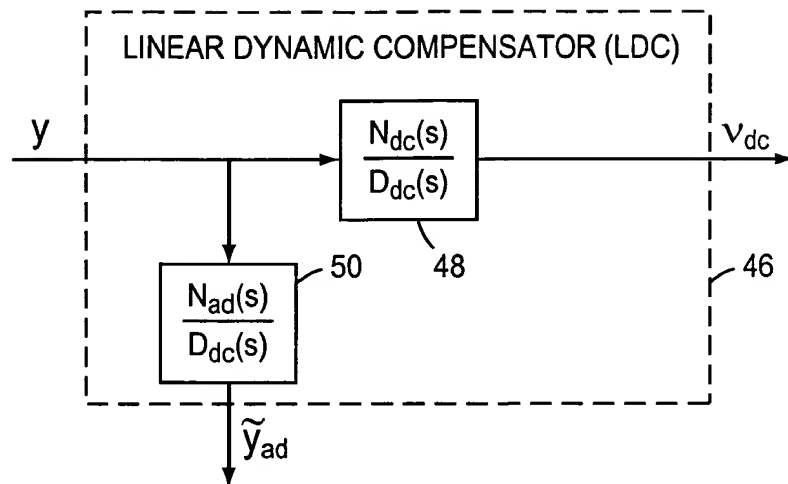 LINEAR DYNAMIC COMPENSATOR (LDC)
y
N_dc(s)
D_dc(s)
ν_dc
48
46
50
N_ad(s)
D_dc(s)
ỹ_ad